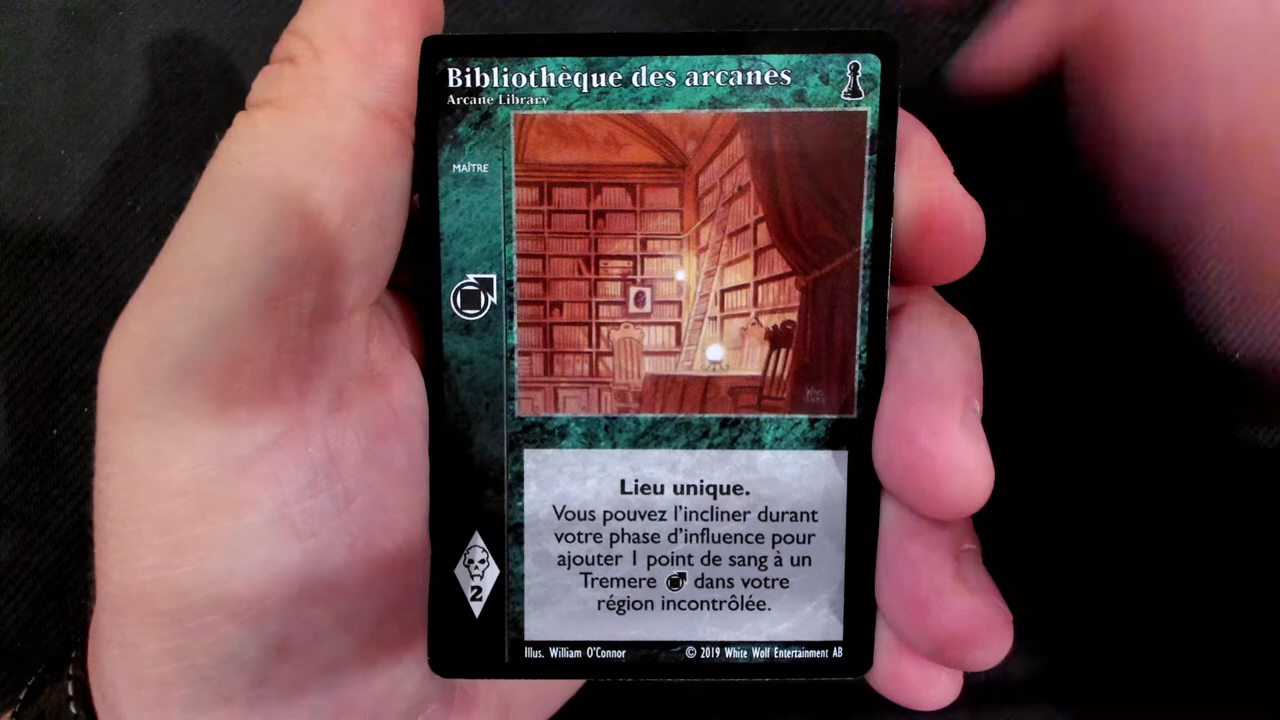 Bibliothèque des arcanes
Arcane Library
MAÎTRE
Lieu unique.
Vous pouvez l'incliner durant
votre phase d'influence pour
ajouter 1 point de sang à un
Tremere dans votre
région incontrôlée.
2
Illus. William O'Connor
© 2019 White Wolf Entertainment AB